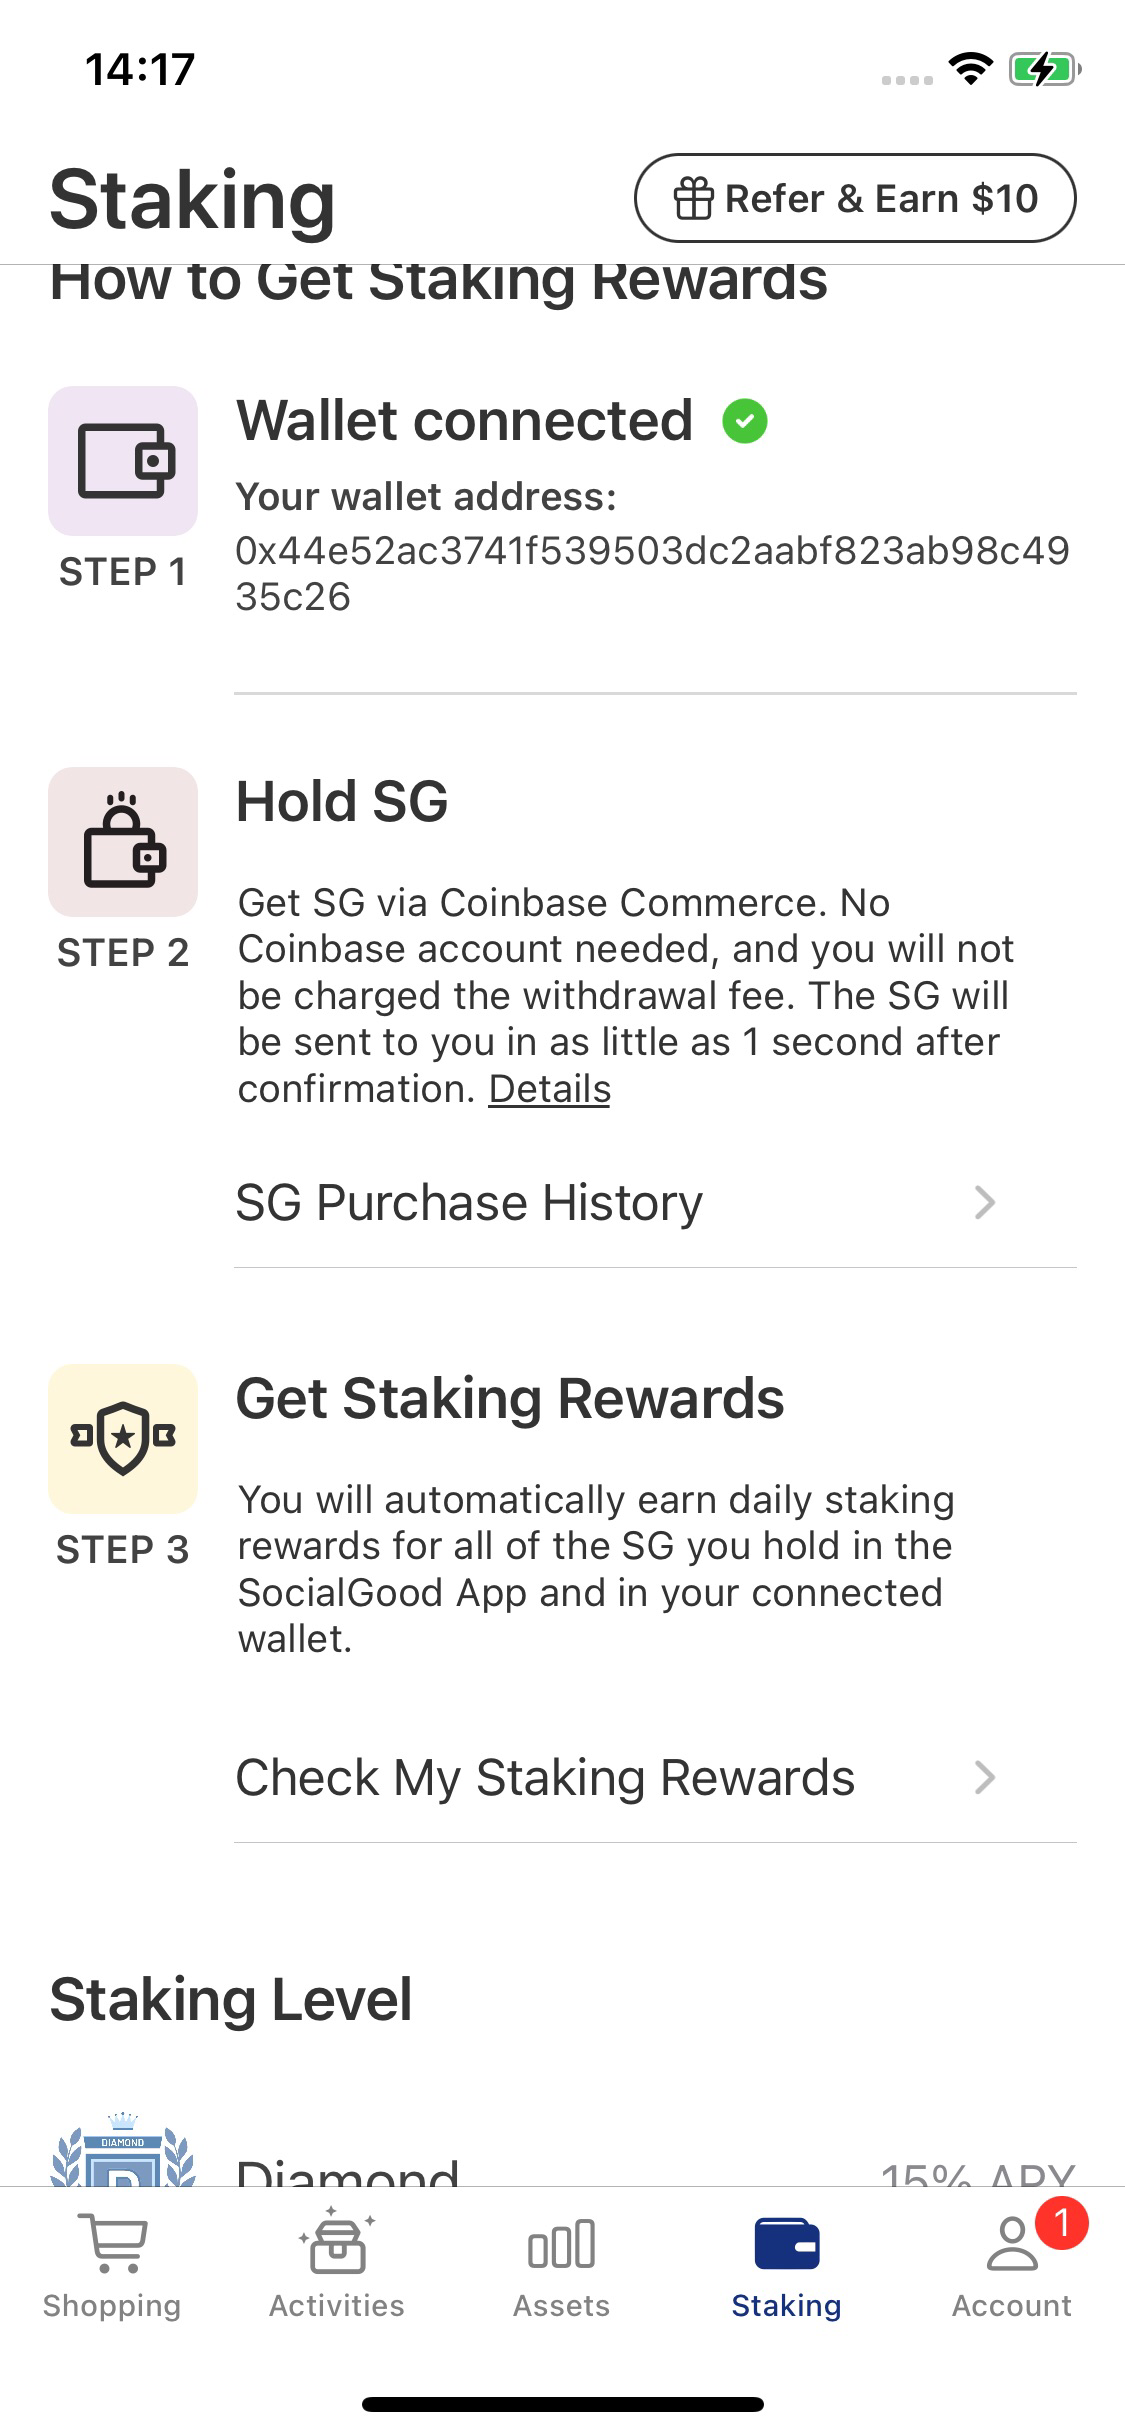 14:17
Staking
Refer & Earn $10
How to Get Staking Rewards
Wallet connected
Your wallet address:
0x44e52ac3741f539503dc2aabf823ab98c49
35c26
STEP 1
Hold SG
STEP 2
Get SG via Coinbase Commerce. No
Coinbase account needed, and you will not
be charged the withdrawal fee. The SG will
be sent to you in as little as 1 second after
confirmation. Details
SG Purchase History
Get Staking Rewards
STEP 3
You will automatically earn daily staking
rewards for all of the SG you hold in the
SocialGood App and in your connected
wallet.
Check My Staking Rewards
Staking Level
DIAMOND
D
Diamond
15% APY
1
Shopping
Activities
Assets
Staking
Account